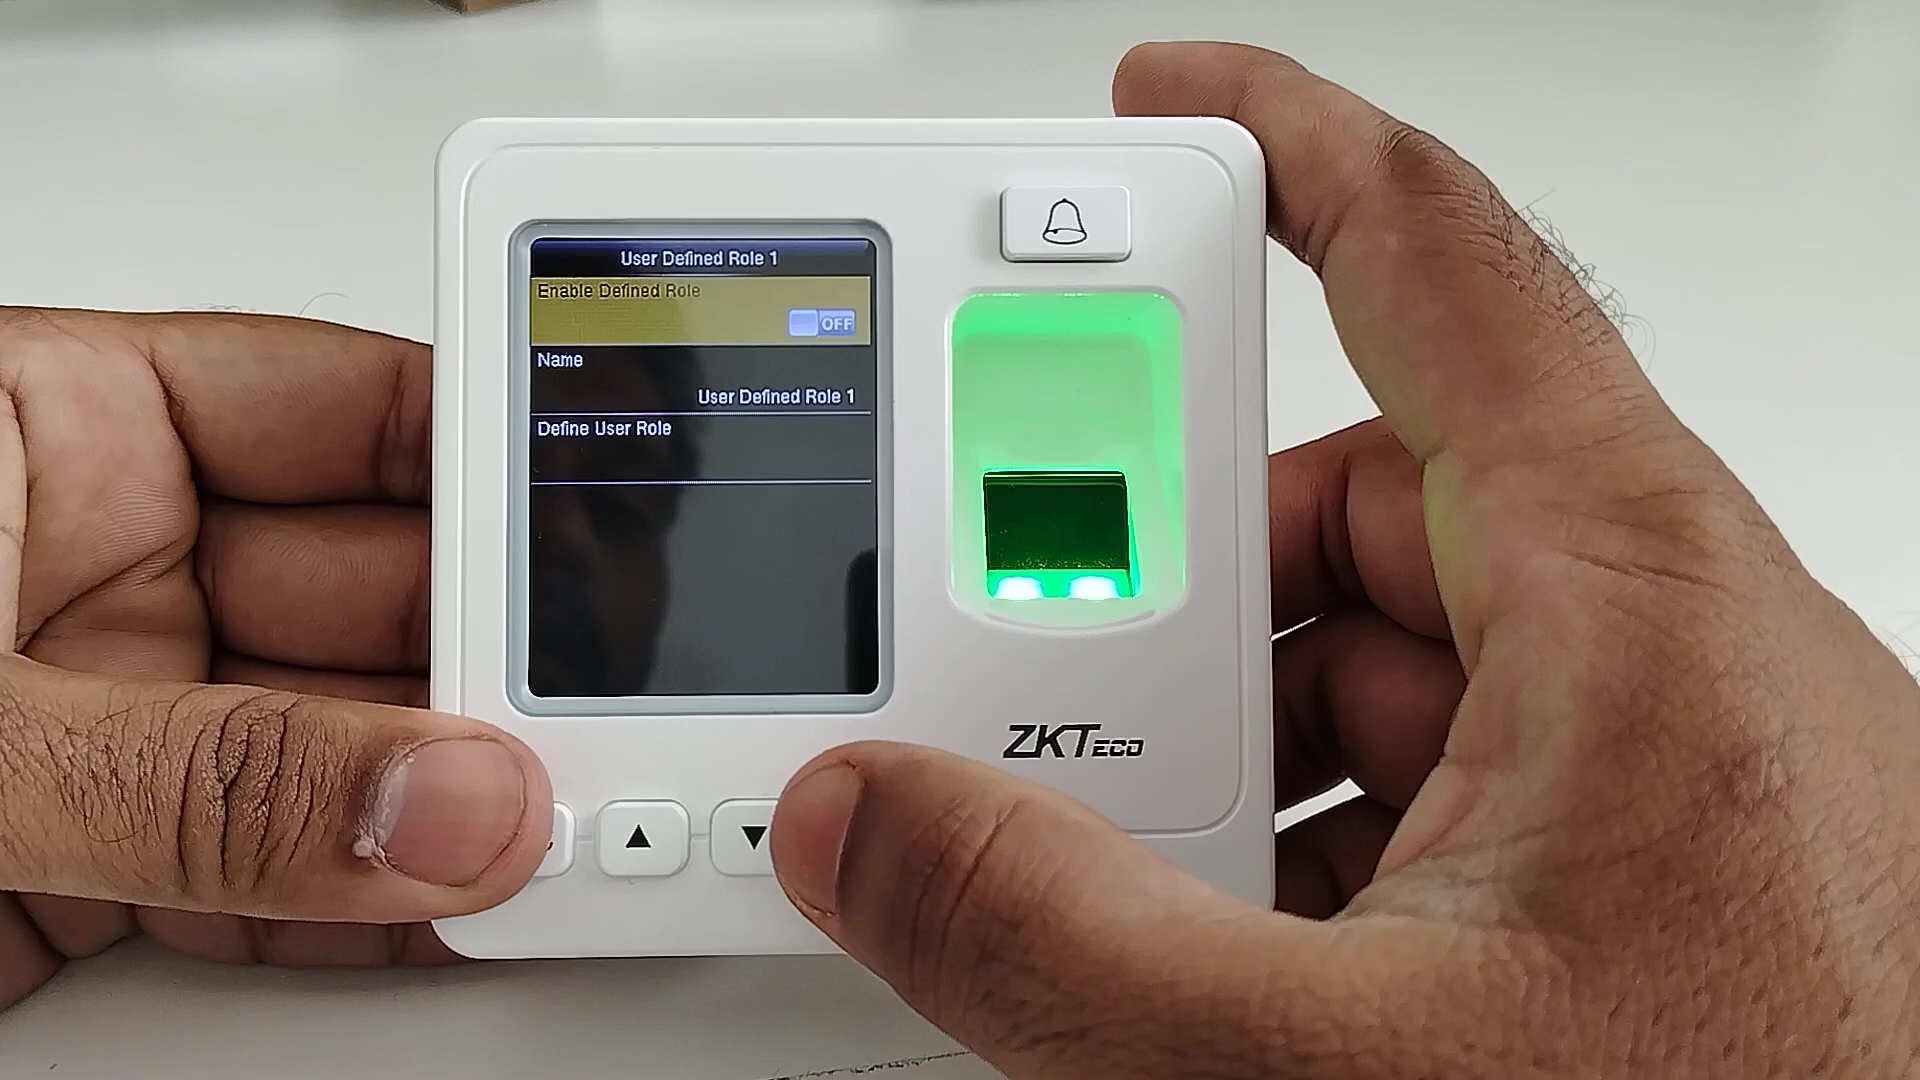 User Defined Role 1
Enable Defined Role
OFF
Name
User Defined Role 1
Define User Role
ZKTECO